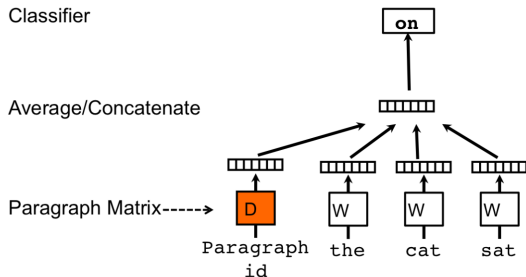 Classifier
on
Average/Concatenate
Paragraph Matrix
D
W
W
W
Paragraph
id
the
cat
sat